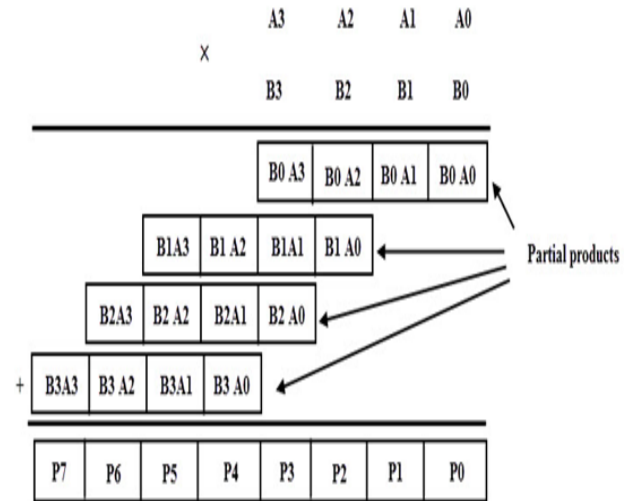 A3 A2 A1 A0
×
B3 B2 B1 B0
B0 A3 B0 A2 B0 A1 B0 A0
B1A3 B1 A2 B1A1 B1 A0
Partial products
B2A3 B2 A2 B2A1 B2 A0
+ B3A3 B3 A2 B3A1 B3 A0
P7 P6 P5 P4 P3 P2 P1 P0